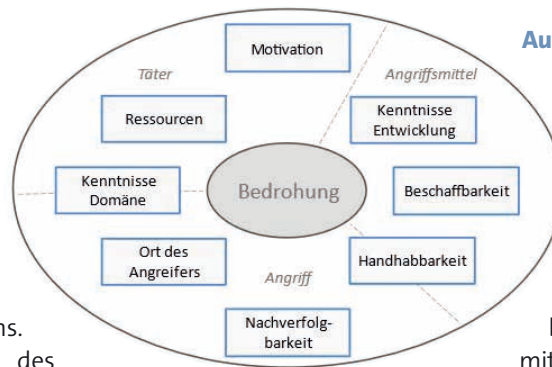 Motivation
Au
Täter
Angriffsmittel
Ressourcen
Kenntnisse
Entwicklung
Kenntnisse
Domäne
Bedrohung
Beschaffbarkeit
Ort des
Angreifers
Handhabbarkeit
Angriff
Nachverfolg-
barkeit
ns.
des
mit